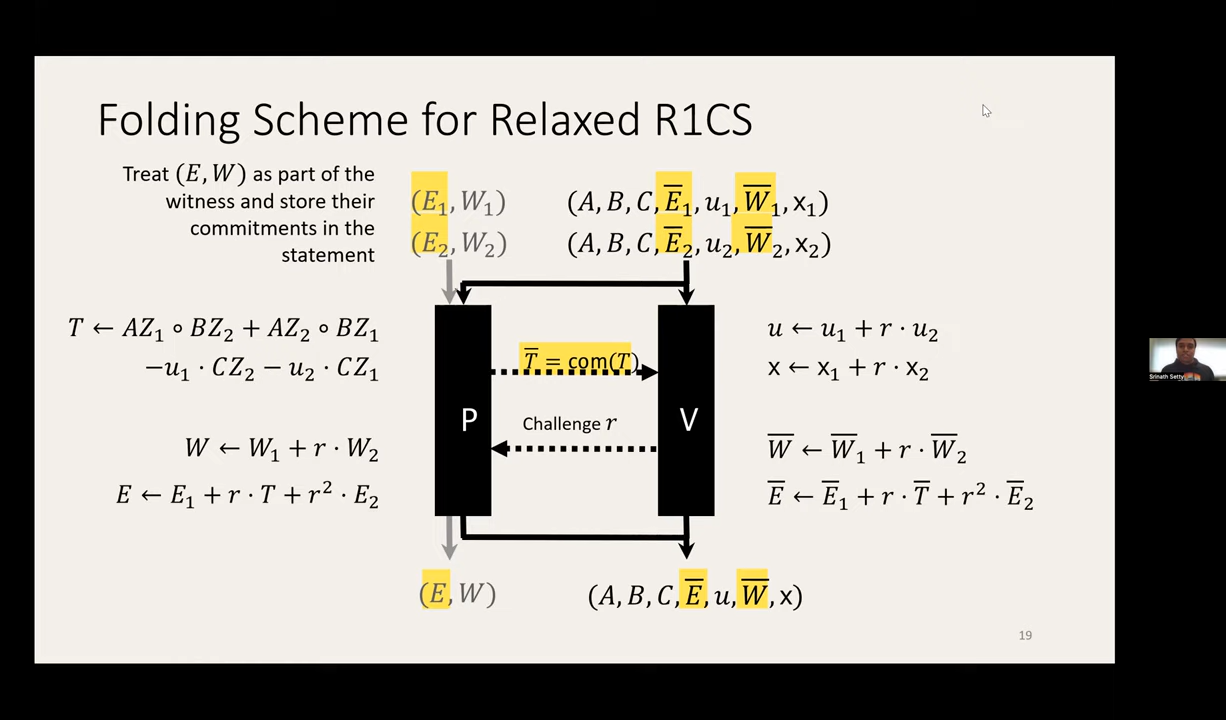 Folding Scheme for Relaxed R1CS
Treat (E, W) as part of the
witness and store their
commitments in the
statement
(E₁, W₁)
(E₂, W₂)
(A, B, C, E̅₁, u₁, W̅₁, x₁)
(A, B, C, E̅₂, u₂, W̅₂, x₂)
T ← AZ₁ ∘ BZ₂ + AZ₂ ∘ BZ₁
−u₁ · CZ₂ − u₂ · CZ₁
W ← W₁ + r · W₂
E ← E₁ + r · T + r² · E₂
P
T̅ = com(T)
Challenge r
V
u ← u₁ + r · u₂
x ← x₁ + r · x₂
W̅ ← W̅₁ + r · W̅₂
E̅ ← E̅₁ + r · T̅ + r² · E̅₂
(E, W)
(A, B, C, E̅, u, W̅, x)
19
Srinath Setty